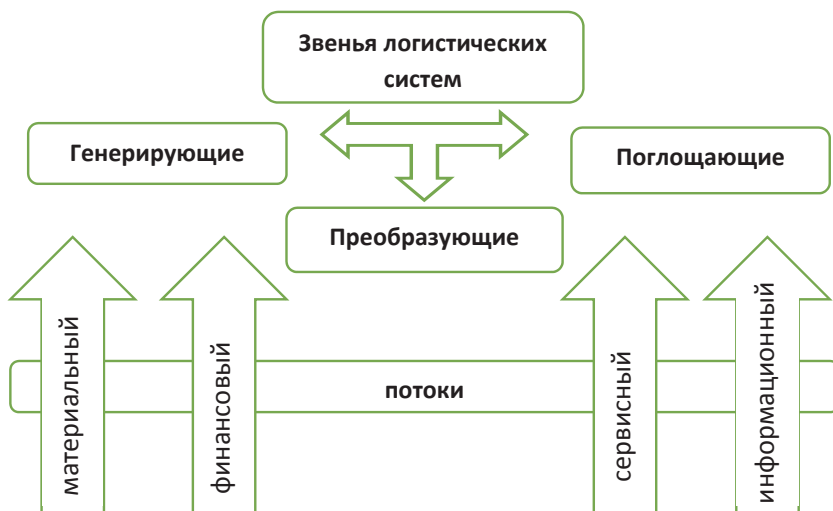 Звенья логистических
систем
Генерирующие
Поглощающие
Преобразующие
потоки
материальный
финансовый
сервисный
информационный